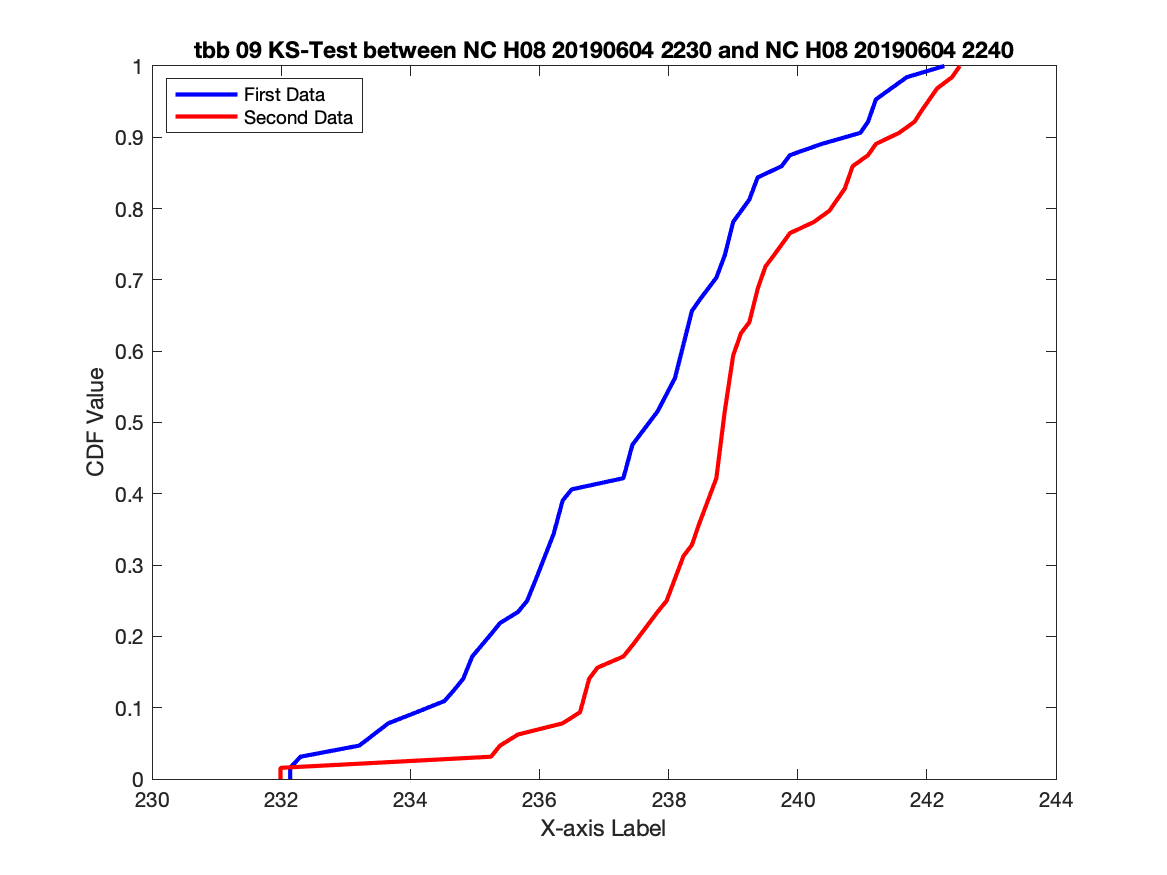 tbb 09 KS-Test between NC H08 20190604 2230 and NC H08 20190604 2240
First Data
Second Data
CDF Value
1
0.9
0.8
0.7
0.6
0.5
0.4
0.3
0.2
0.1
0
230 232 234 236 238 240 242 244
X-axis Label